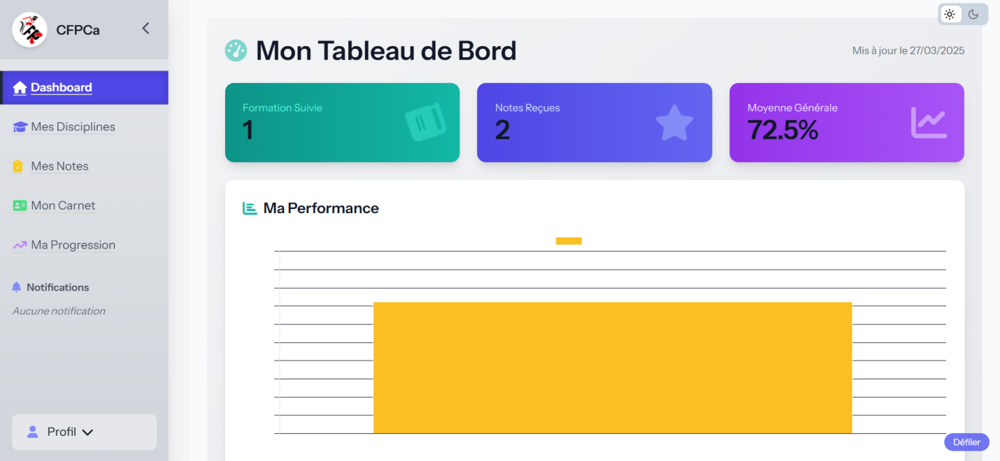 CFPCa
Mon Tableau de Bord
Mis à jour le 27/03/2025
Dashboard
Mes Disciplines
Mes Notes
Mon Carnet
Ma Progression
Notifications
Aucune notification
Profil
Formation Suivie
1
Notes Reçues
2
Moyenne Générale
72.5%
Ma Performance
Défiler